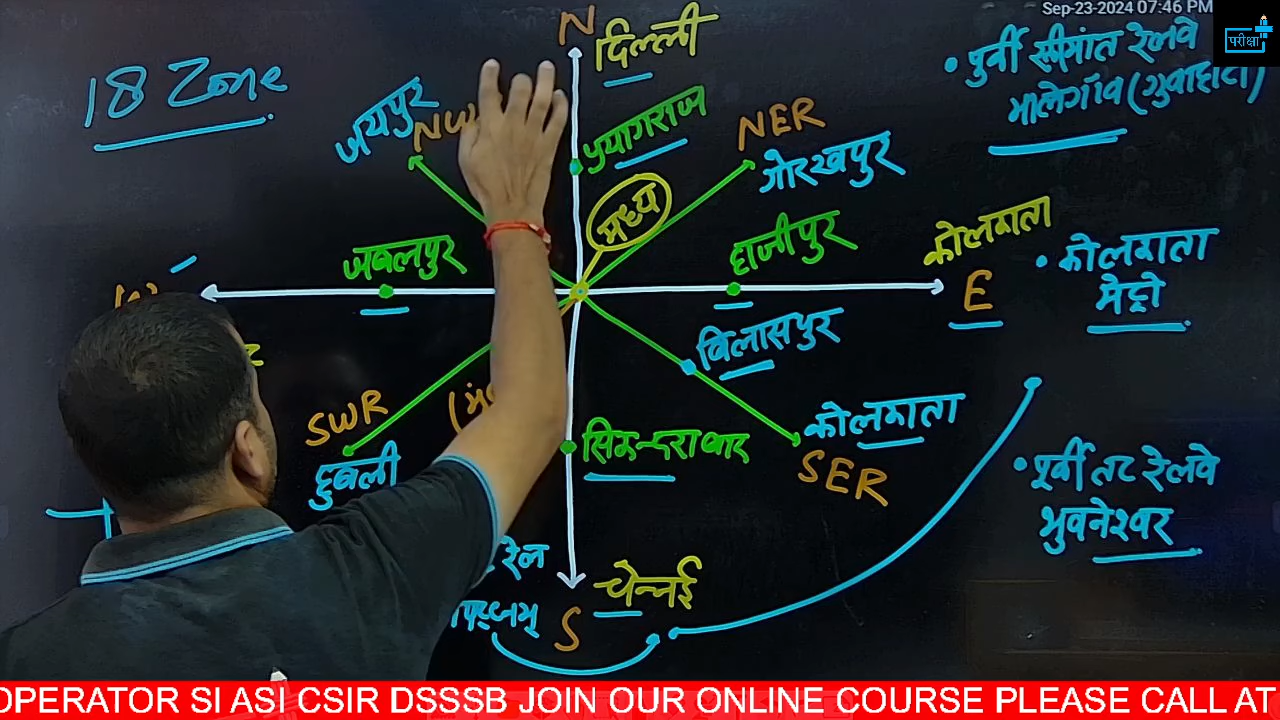 Sep-23-2024 07:46 PM
परीक्षा
18 Zone
N
दिल्ली
• पुर्वी सीमांत रेलवे
मालेगाँव (गुवाहाटी)
जयपुर
NW
प्रयागराज
NER
गोरखपुर
मध्य
जबलपुर
हाजीपुर
कोलकाता
E
• कोलकाता
मेट्रो
बिलासपुर
SWR
हुबली
सिकन्दराबाद
कोलकाता
SER
• पूर्वी तट रेलवे
भुवनेश्वर
रेल
चेन्नई
S
OPERATOR SI ASI CSIR DSSSB JOIN OUR ONLINE COURSE PLEASE CALL AT